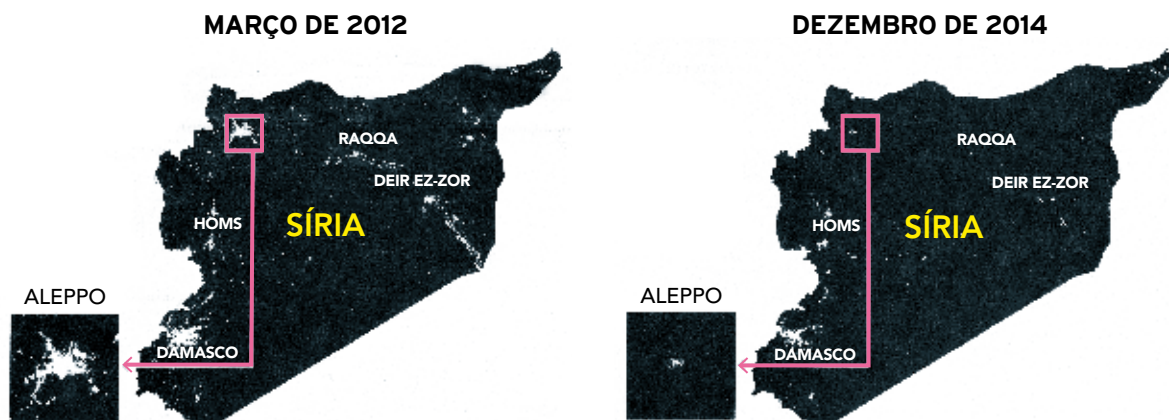 MARÇO DE 2012
RAQQA
DEIR EZ-ZOR
HOMS
SÍRIA
ALEPPO
DAMASCO
DEZEMBRO DE 2014
RAQQA
DEIR EZ-ZOR
HOMS
SÍRIA
ALEPPO
DAMASCO